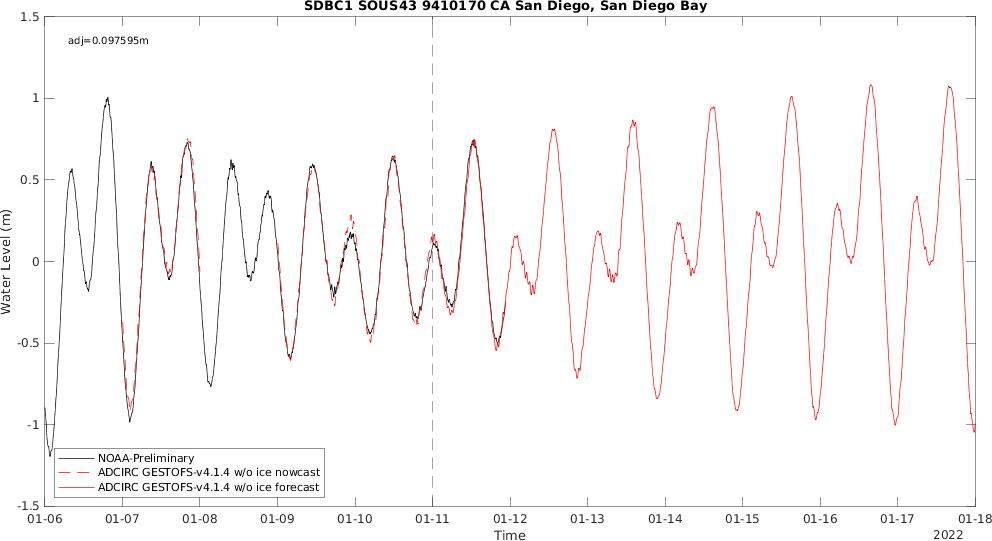 SDBC1 SOUS43 9410170 CA San Diego, San Diego Bay
adj=0.097595m
1.5
1
0.5
0
-0.5
-1
-1.5
Water Level (m)
NOAA-Preliminary
ADCIRC GESTOFS-v4.1.4 w/o ice nowcast
ADCIRC GESTOFS-v4.1.4 w/o ice forecast
01-06 01-07 01-08 01-09 01-10 01-11 01-12 01-13 01-14 01-15 01-16 01-17 01-18
Time
2022